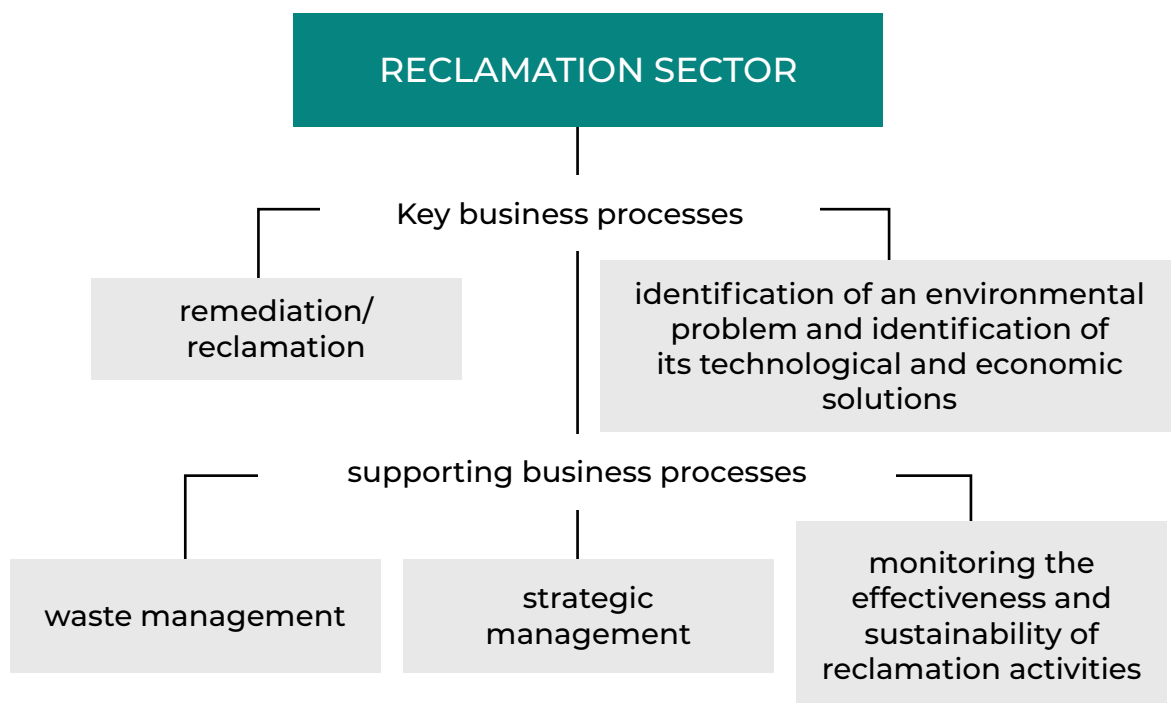 RECLAMATION SECTOR
Key business processes
remediation/
reclamation
identification of an environmental
problem and identification of
its technological and economic
solutions
supporting business processes
waste management
strategic
management
monitoring the
effectiveness and
sustainability of
reclamation activities